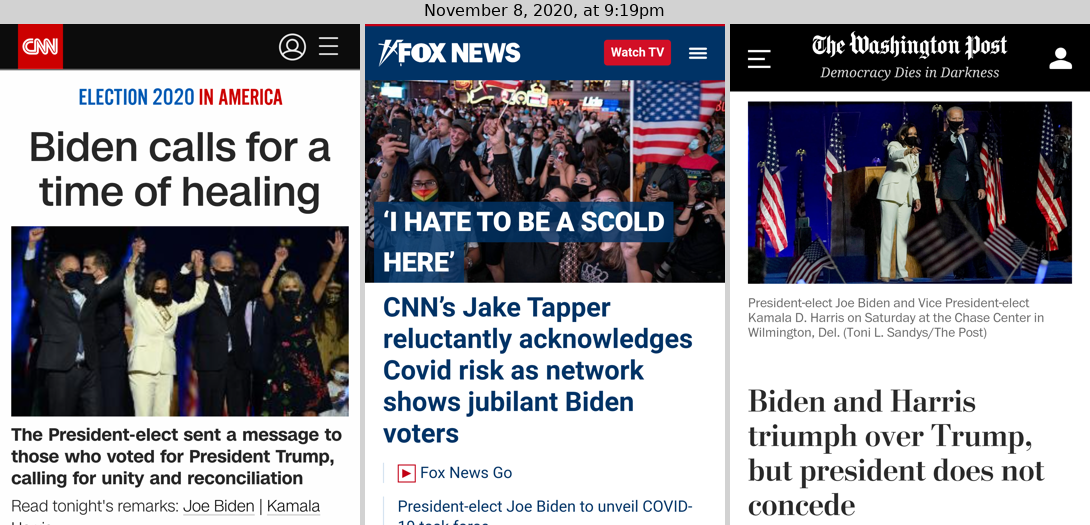 November 8, 2020, at 9:19pm
CNN
ELECTION 2020 IN AMERICA
Biden calls for a
time of healing
The President-elect sent a message to
those who voted for President Trump,
calling for unity and reconciliation
Read tonight's remarks: Joe Biden | Kamala
FOX NEWS
Watch TV
‘I HATE TO BE A SCOLD
HERE’
CNN’s Jake Tapper
reluctantly acknowledges
Covid risk as network
shows jubilant Biden
voters
Fox News Go
President-elect Joe Biden to unveil COVID-
The Washington Post
Democracy Dies in Darkness
President-elect Joe Biden and Vice President-elect
Kamala D. Harris on Saturday at the Chase Center in
Wilmington, Del. (Toni L. Sandys/The Post)
Biden and Harris
triumph over Trump,
but president does not
concede